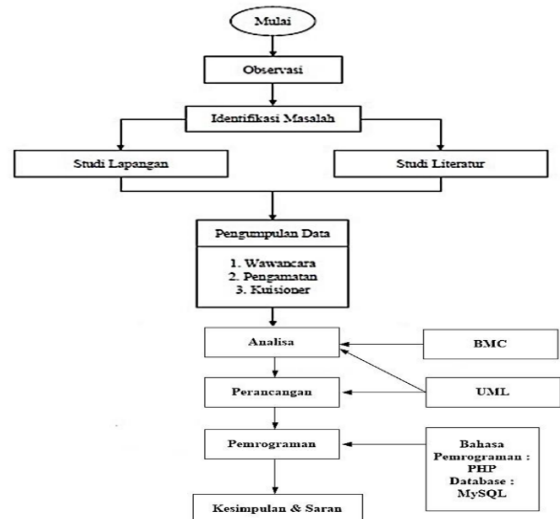 Mulai
Observasi
Identifikasi Masalah
Studi Lapangan
Studi Literatur
Pengumpulan Data
1. Wawancara
2. Pengamatan
3. Kuisioner
Analisa
BMC
Perancangan
UML
Pemrograman
Bahasa
Pemrograman :
PHP
Database :
MySQL
Kesimpulan & Saran